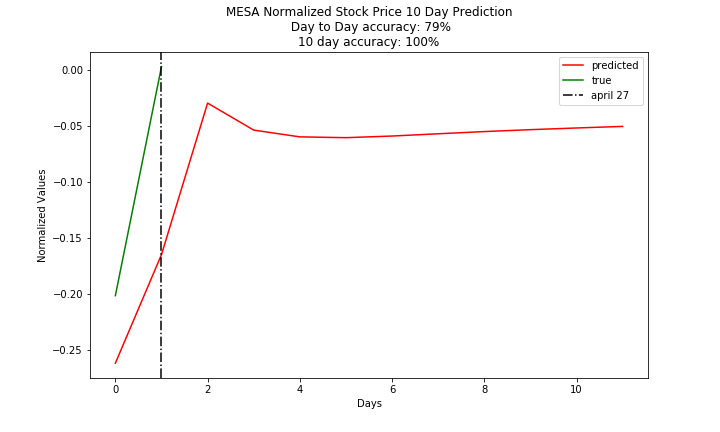 MESA Normalized Stock Price 10 Day Prediction
Day to Day accuracy: 79%
10 day accuracy: 100%
predicted
true
april 27
0.00
−0.05
−0.10
−0.15
−0.20
−0.25
Normalized Values
0 2 4 6 8 10
Days